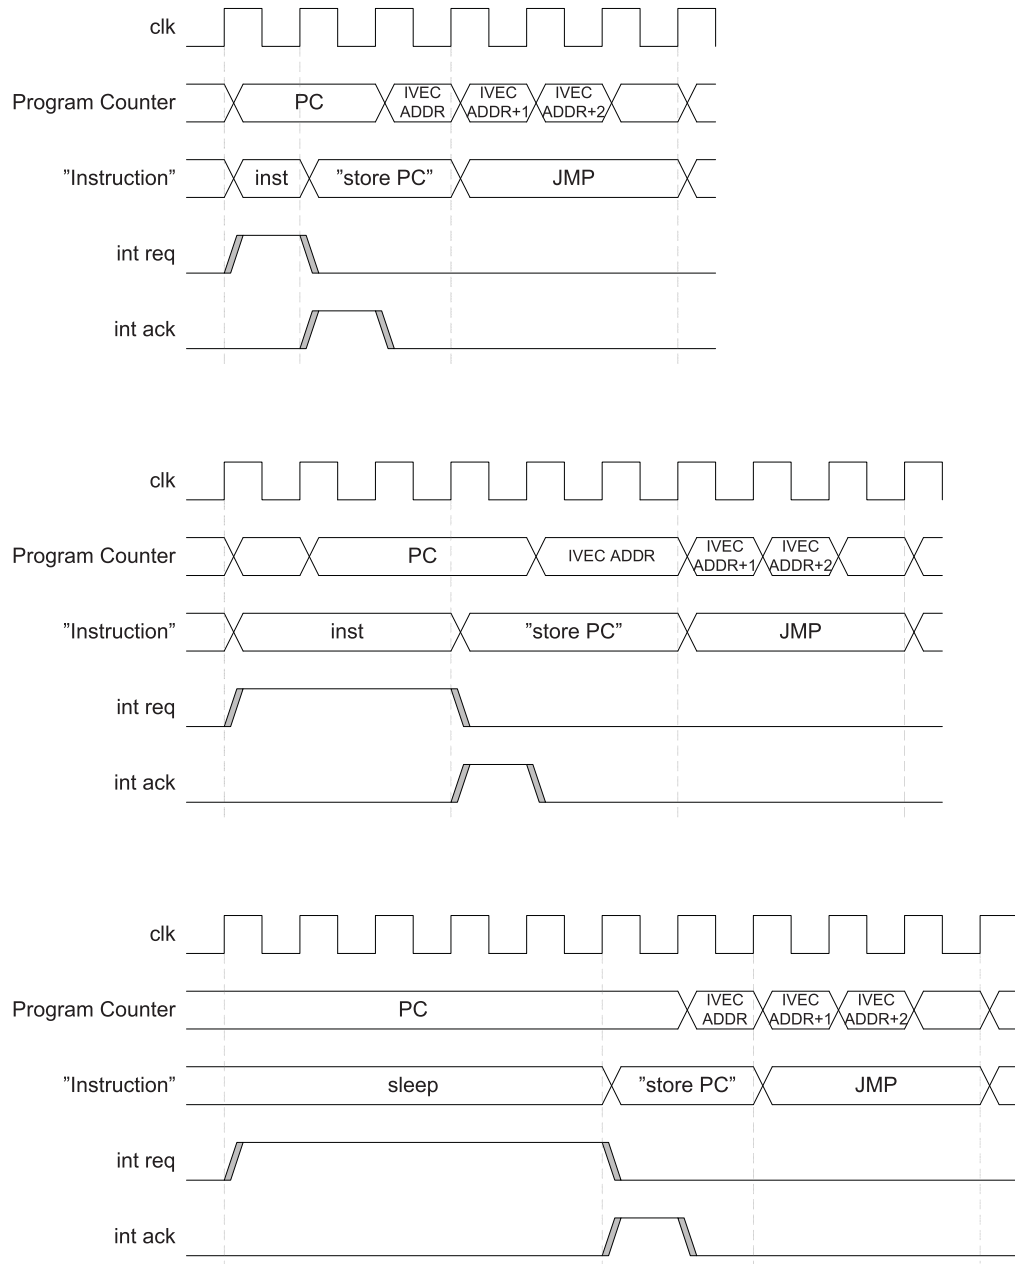 clk
Program Counter
PC
IVEC
ADDR
IVEC
ADDR+1
IVEC
ADDR+2
”Instruction”
inst
”store PC”
JMP
int req
int ack
clk
Program Counter
PC
IVEC ADDR
IVEC
ADDR+1
IVEC
ADDR+2
”Instruction”
inst
”store PC”
JMP
int req
int ack
clk
Program Counter
PC
IVEC
ADDR
IVEC
ADDR+1
IVEC
ADDR+2
”Instruction”
sleep
”store PC”
JMP
int req
int ack